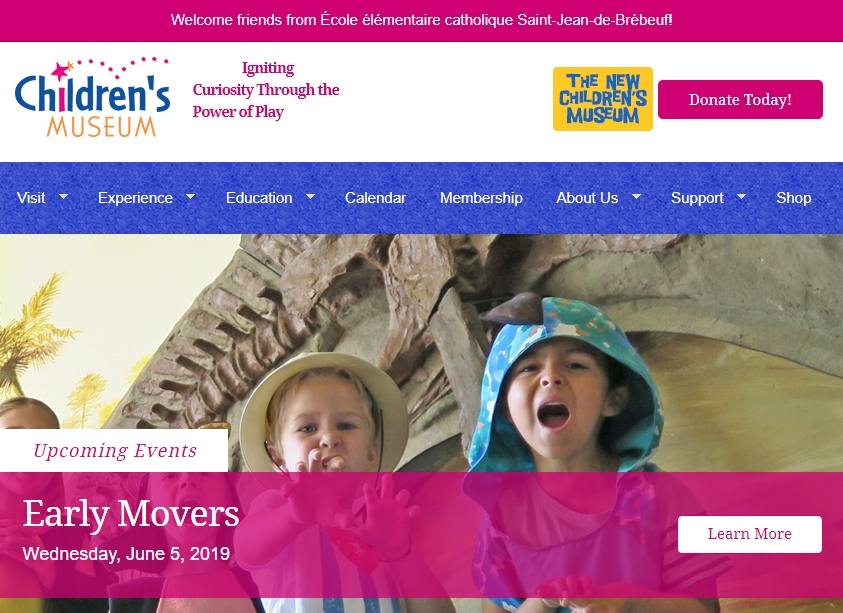 Welcome friends from École élémentaire catholique Saint-Jean-de-Brébeuf!
Children's
MUSEUM
Igniting
Curiosity Through the
Power of Play
THE NEW
CHILDREN'S
MUSEUM
Donate Today!
Visit Experience Education Calendar Membership About Us Support Shop
Upcoming Events
Early Movers
Wednesday, June 5, 2019
Learn More